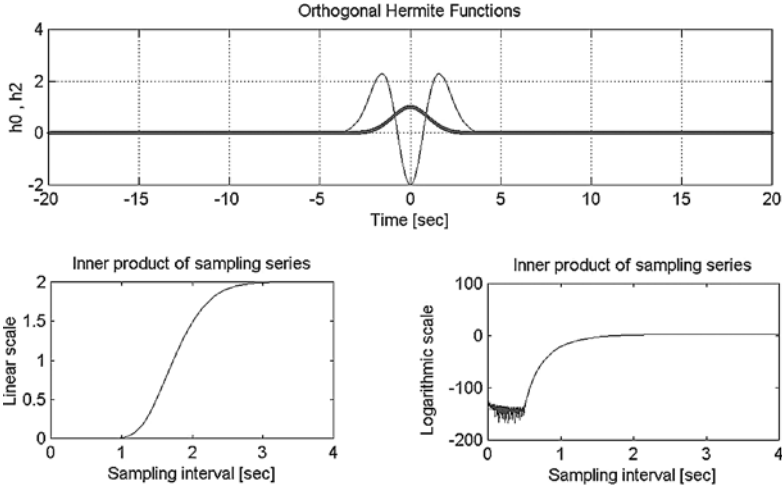 Orthogonal Hermite Functions
4
2
0
-2
h0 , h2
-20 -15 -10 -5 0 5 10 15 20
Time [sec]
Inner product of sampling series
2
1.5
1
0.5
0
Linear scale
0 1 2 3 4
Sampling interval [sec]
Inner product of sampling series
100
0
-100
-200
Logarithmic scale
0 1 2 3 4
Sampling interval [sec]